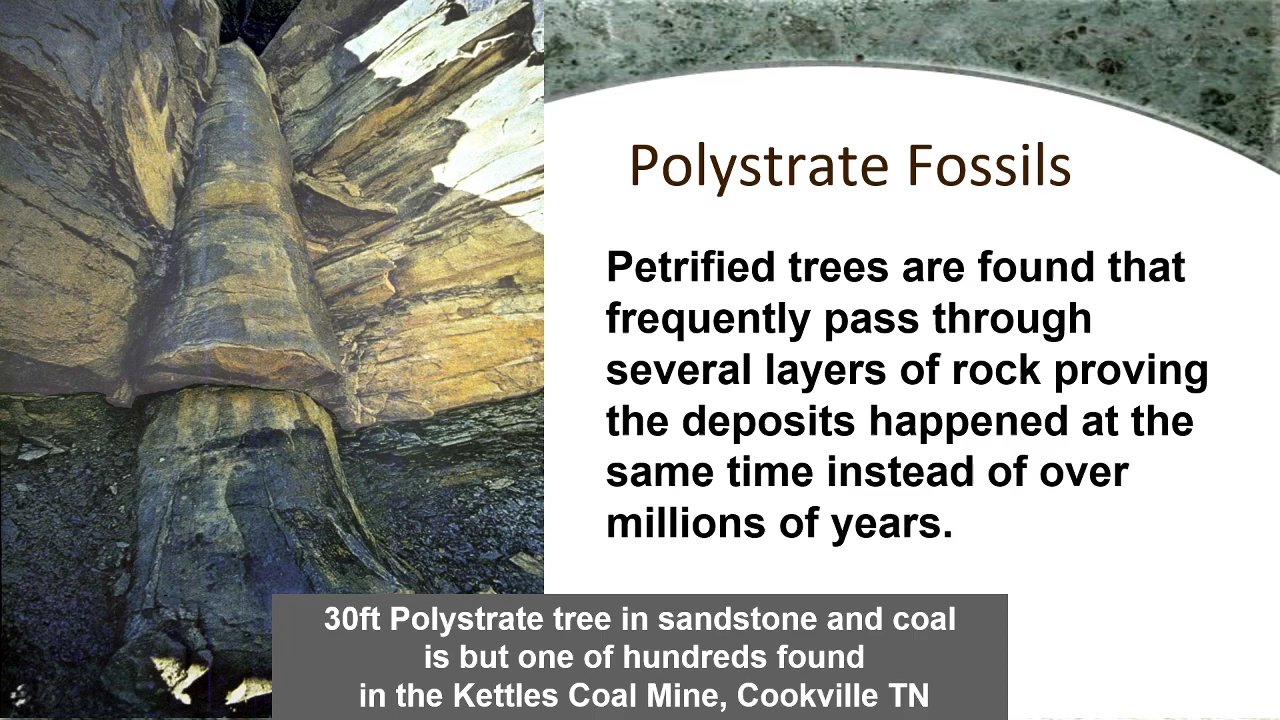 Polystrate Fossils
Petrified trees are found that
frequently pass through
several layers of rock proving
the deposits happened at the
same time instead of over
millions of years.
30ft Polystrate tree in sandstone and coal
is but one of hundreds found
in the Kettles Coal Mine, Cookville TN